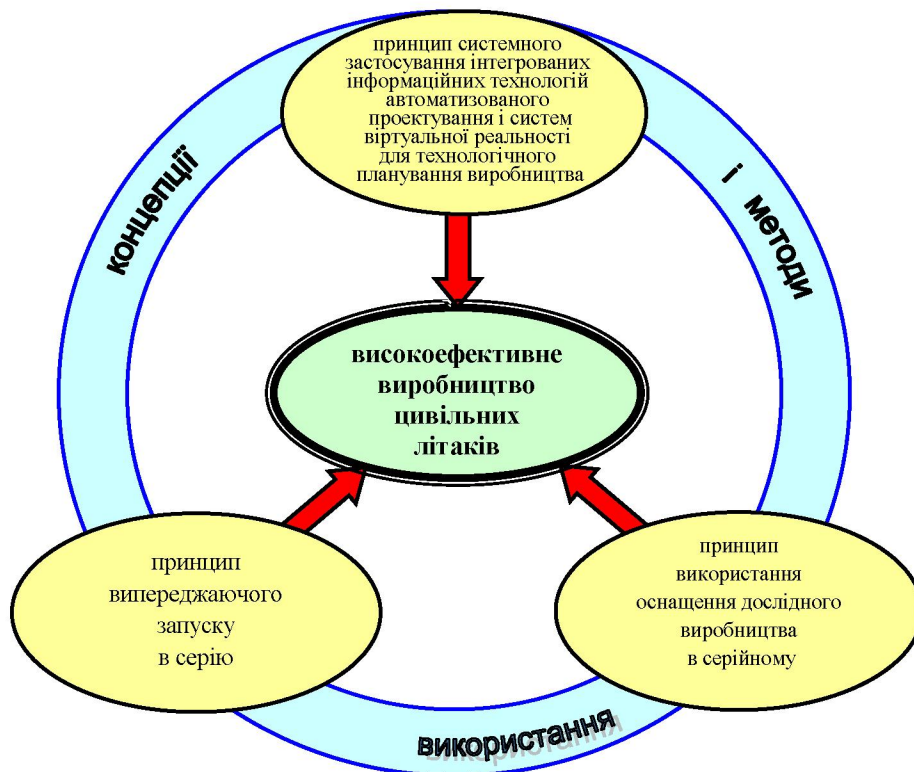 принцип системного
застосування інтегрованих
інформаційних технологій
автоматизованого
проектування і систем
віртуальної реальності
для технологічного
планування виробництва
концепції
і методи
високоефективне
виробництво
цивільних
літаків
принцип
випереджаючого
запуску
в серію
принцип
використання
оснащення дослідного
виробництва
в серійному
використання